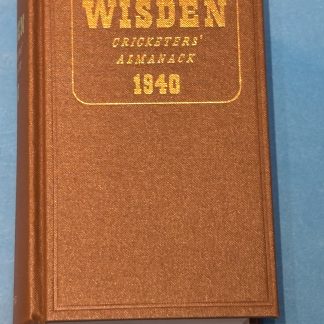 WISDEN
CRICKETERS'
ALMANACK
1940